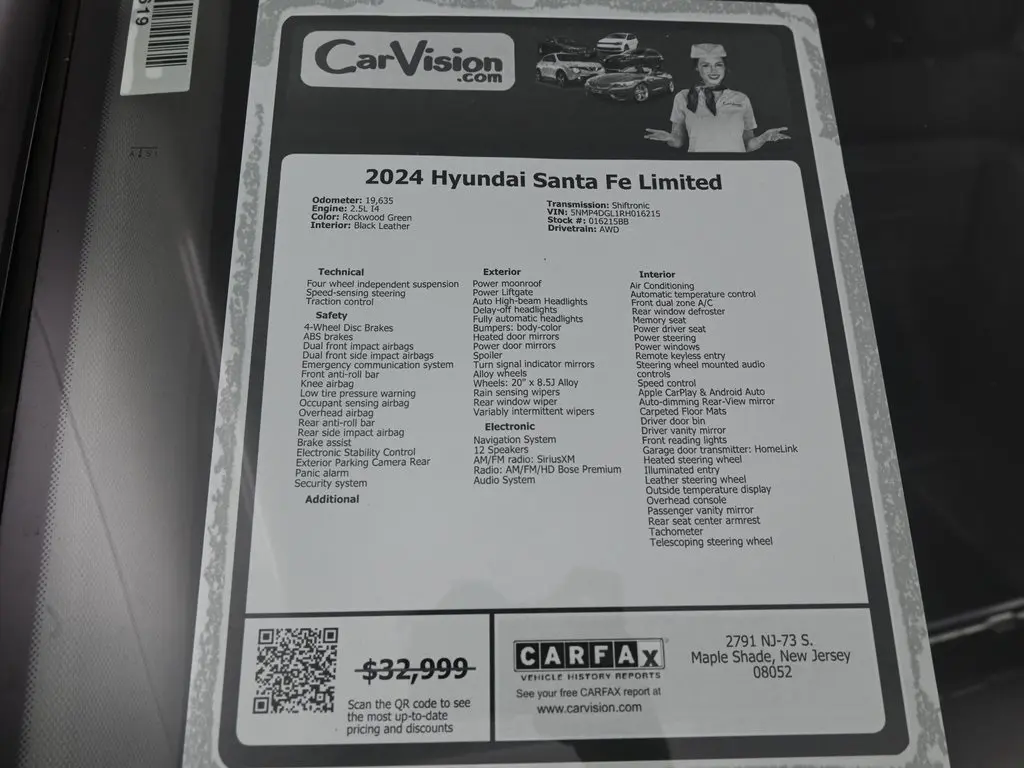 619
CarVision
.com
2024 Hyundai Santa Fe Limited
Odometer: 19,635
Engine: 2.5L I4
Color: Rockwood Green
Interior: Black Leather
Transmission: Shiftronic
VIN: 5NMP4DGL1RH016215
Stock #: 016215BB
Drivetrain: AWD
Technical
Four wheel independent suspension
Speed-sensing steering
Traction control
Safety
4-Wheel Disc Brakes
ABS brakes
Dual front impact airbags
Dual front side impact airbags
Emergency communication system
Front anti-roll bar
Knee airbag
Low tire pressure warning
Occupant sensing airbag
Overhead airbag
Rear anti-roll bar
Rear side impact airbag
Brake assist
Electronic Stability Control
Exterior Parking Camera Rear
Panic alarm
Security system
Additional
Exterior
Power moonroof
Power Liftgate
Auto High-beam Headlights
Delay-off headlights
Fully automatic headlights
Bumpers: body-color
Heated door mirrors
Power door mirrors
Spoiler
Turn signal indicator mirrors
Alloy wheels
Wheels: 20" x 8.5J Alloy
Rain sensing wipers
Rear window wiper
Variably intermittent wipers
Electronic
Navigation System
12 Speakers
AM/FM radio: SiriusXM
Radio: AM/FM/HD Bose Premium
Audio System
Interior
Air Conditioning
Automatic temperature control
Front dual zone A/C
Rear window defroster
Memory seat
Power driver seat
Power steering
Power windows
Remote keyless entry
Steering wheel mounted audio
controls
Speed control
Apple CarPlay & Android Auto
Auto-dimming Rear-View mirror
Carpeted Floor Mats
Driver door bin
Driver vanity mirror
Front reading lights
Garage door transmitter: HomeLink
Heated steering wheel
Illuminated entry
Leather steering wheel
Outside temperature display
Overhead console
Passenger vanity mirror
Rear seat center armrest
Tachometer
Telescoping steering wheel
$32,999
Scan the QR code to see
the most up-to-date
pricing and discounts
CARFAX
VEHICLE HISTORY REPORTS
See your free CARFAX report at
www.carvision.com
2791 NJ-73 S.
Maple Shade, New Jersey
08052